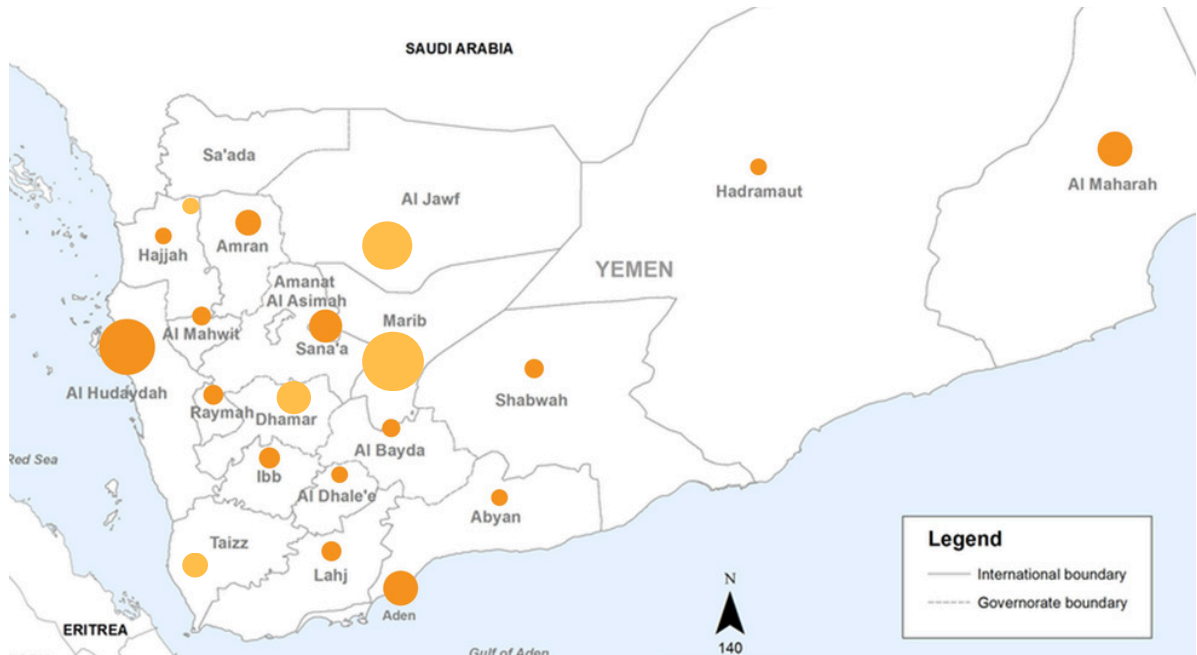 SAUDI ARABIA
Sa'ada
Al Jawf
Hadramaut
Al Maharah
Hajjah
Amran
YEMEN
Amanat
Al Asimah
Marib
Al Mahwit
Sana'a
Al Hudaydah
Shabwah
Raymah
Dhamar
Al Bayda
Red Sea
Ibb
Al Dhale'e
Abyan
Taizz
Lahj
Aden
ERITREA
Gulf of Aden
N
140
Legend
International boundary
Governorate boundary